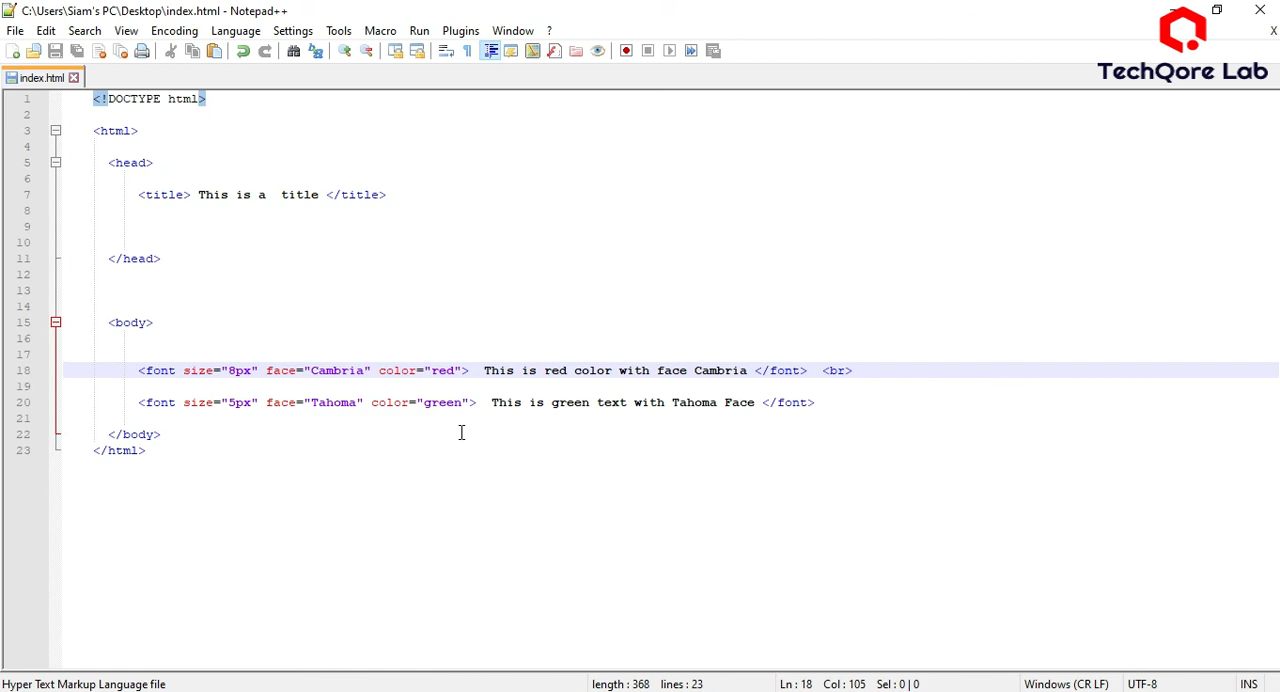 C:\Users\Siam's PC\Desktop\index.html - Notepad++
File Edit Search View Encoding Language Settings Tools Macro Run Plugins Window ? X
TechQore Lab
index.html
1 <!DOCTYPE html>
2
3 <html>
4
5 <head>
6
7 <title> This is a  title </title>
8
9
10
11 </head>
12
13
14
15 <body>
16
17
18 <font size="8px" face="Cambria" color="red">  This is red color with face Cambria </font>  <br>
19
20 <font size="5px" face="Tahoma" color="green">  This is green text with Tahoma Face </font>
21
22 </body>
23 </html>
Hyper Text Markup Language file length : 368 lines : 23 Ln : 18 Col : 105 Sel : 0 | 0 Windows (CR LF) UTF-8 INS